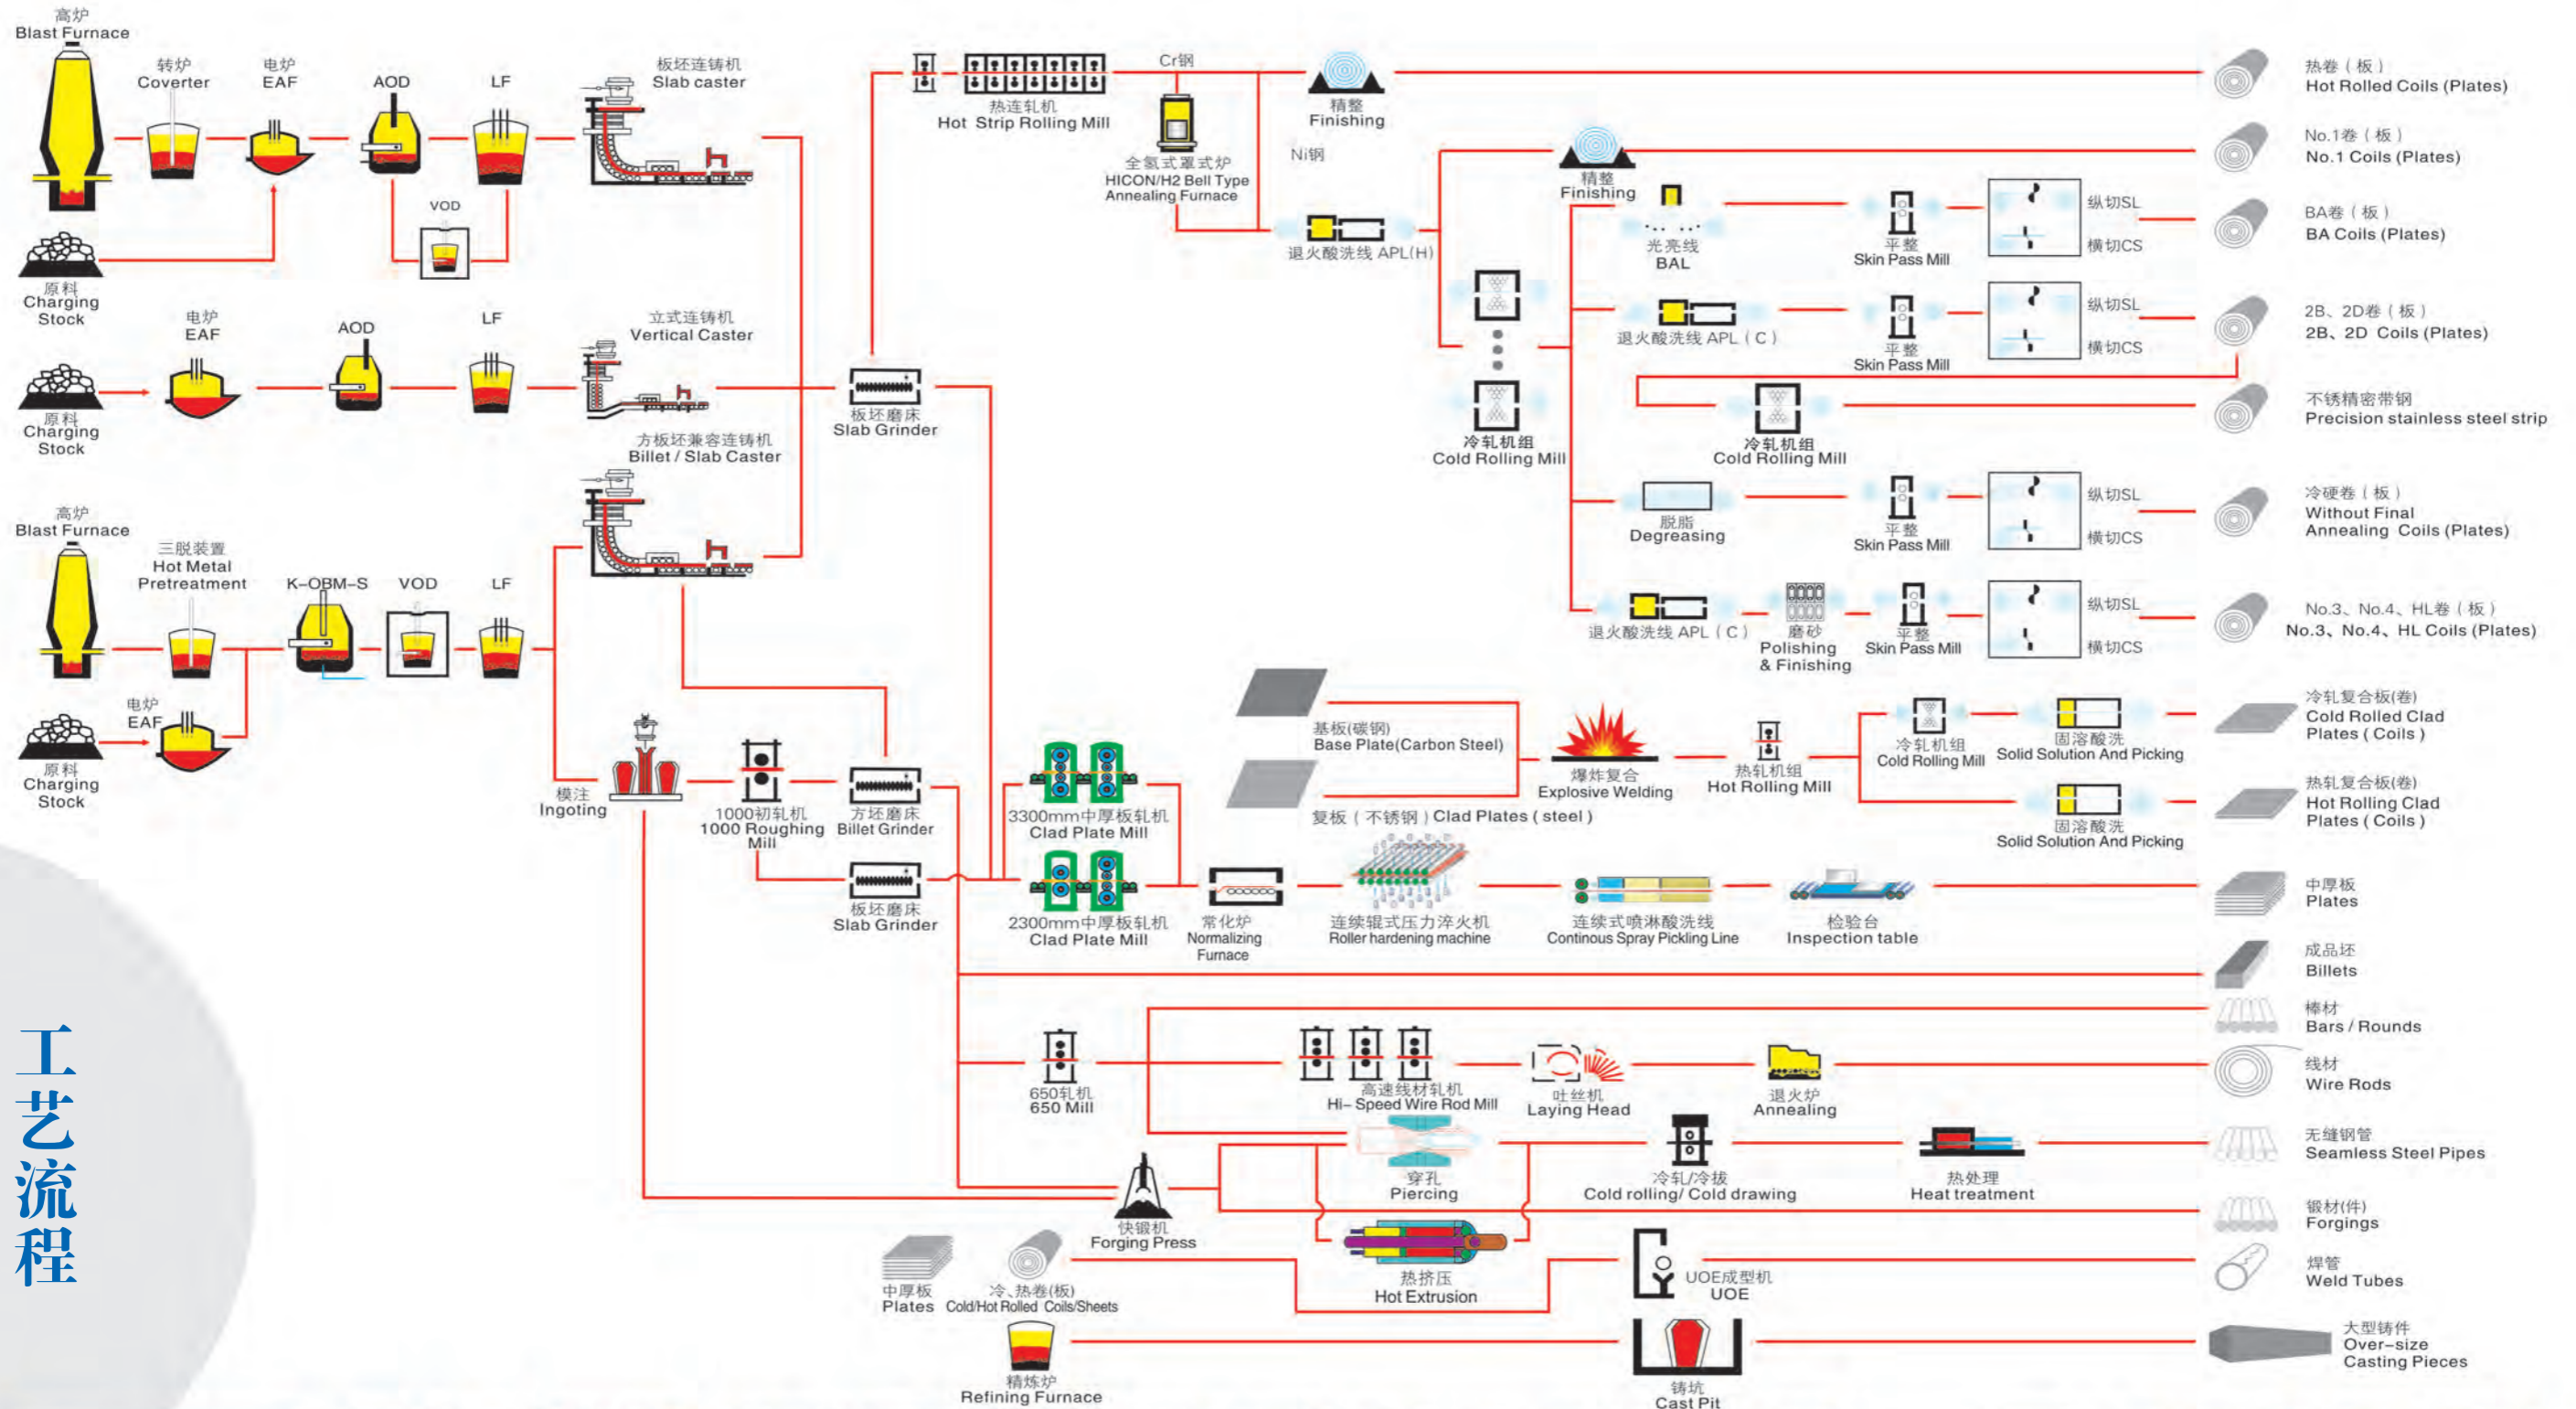 高炉
Blast Furnace
转炉
Coverter
电炉
EAF
AOD
LF
板坯连铸机
Slab caster
VOD
原料
Charging
Stock
电炉
EAF
AOD
LF
立式连铸机
Vertical Caster
原料
Charging
Stock
方板坯兼容连铸机
Billet / Slab Caster
板坯磨床
Slab Grinder
高炉
Blast Furnace
三脱装置
Hot Metal
Pretreatment
K-OBM-S
VOD
LF
电炉
EAF
原料
Charging
Stock
模注
Ingoting
1000初轧机
1000 Roughing
Mill
方坯磨床
Billet Grinder
板坯磨床
Slab Grinder
热连轧机
Hot Strip Rolling Mill
Cr钢
全氢式罩式炉
HICON/H2 Bell Type
Annealing Furnace
精整
Finishing
Ni钢
退火酸洗线 APL(H)
精整
Finishing
冷轧机组
Cold Rolling Mill
光亮线
BAL
平整
Skin Pass Mill
纵切SL
横切CS
退火酸洗线 APL（C）
平整
Skin Pass Mill
纵切SL
横切CS
冷轧机组
Cold Rolling Mill
脱脂
Degreasing
平整
Skin Pass Mill
纵切SL
横切CS
退火酸洗线 APL（C）
磨砂
Polishing
& Finishing
平整
Skin Pass Mill
纵切SL
横切CS
热卷（板）
Hot Rolled Coils (Plates)
No.1卷（板）
No.1 Coils (Plates)
BA卷（板）
BA Coils (Plates)
2B、2D卷（板）
2B、2D Coils (Plates)
不锈精密带钢
Precision stainless steel strip
冷硬卷（板）
Without Final
Annealing Coils (Plates)
No.3、No.4、HL卷（板）
No.3、No.4、HL Coils (Plates)
基板(碳钢)
Base Plate(Carbon Steel)
复板（不锈钢）Clad Plates ( steel )
爆炸复合
Explosive Welding
热轧机组
Hot Rolling Mill
冷轧机组
Cold Rolling Mill
固溶酸洗
Solid Solution And Picking
固溶酸洗
Solid Solution And Picking
冷轧复合板(卷)
Cold Rolled Clad
Plates ( Coils )
热轧复合板(卷)
Hot Rolling Clad
Plates ( Coils )
3300mm中厚板轧机
Clad Plate Mill
2300mm中厚板轧机
Clad Plate Mill
常化炉
Normalizing
Furnace
连续辊式压力淬火机
Roller hardening machine
连续式喷淋酸洗线
Continous Spray Pickling Line
检验台
Inspection table
中厚板
Plates
成品坯
Billets
棒材
Bars / Rounds
650轧机
650 Mill
高速线材轧机
Hi- Speed Wire Rod Mill
吐丝机
Laying Head
退火炉
Annealing
线材
Wire Rods
穿孔
Piercing
冷轧/冷拔
Cold rolling/ Cold drawing
热处理
Heat treatment
无缝钢管
Seamless Steel Pipes
快锻机
Forging Press
锻材(件)
Forgings
热挤压
Hot Extrusion
中厚板
Plates
冷、热卷(板)
Cold/Hot Rolled Coils/Sheets
UOE成型机
UOE
焊管
Weld Tubes
精炼炉
Refining Furnace
铸坑
Cast Pit
大型铸件
Over-size
Casting Pieces
工艺流程